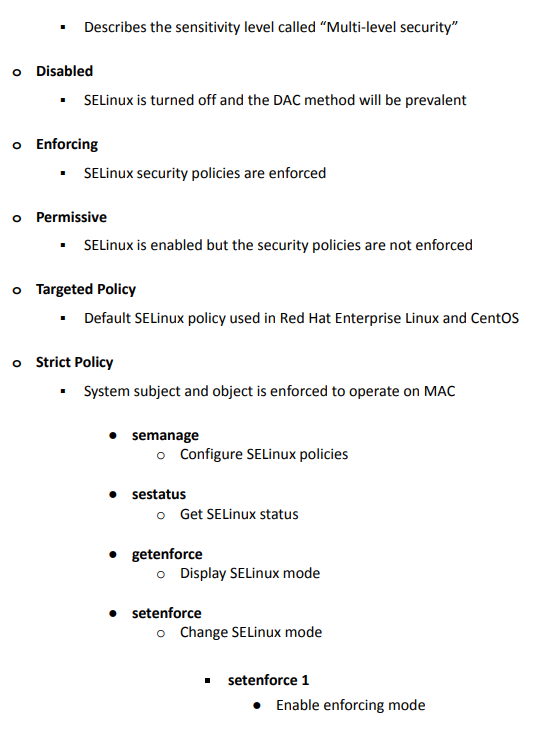 ▪ Describes the sensitivity level called “Multi-level security”
o Disabled
▪ SELinux is turned off and the DAC method will be prevalent
o Enforcing
▪ SELinux security policies are enforced
o Permissive
▪ SELinux is enabled but the security policies are not enforced
o Targeted Policy
▪ Default SELinux policy used in Red Hat Enterprise Linux and CentOS
o Strict Policy
▪ System subject and object is enforced to operate on MAC
● semanage
○ Configure SELinux policies
● sestatus
○ Get SELinux status
● getenforce
○ Display SELinux mode
● setenforce
○ Change SELinux mode
▪ setenforce 1
● Enable enforcing mode